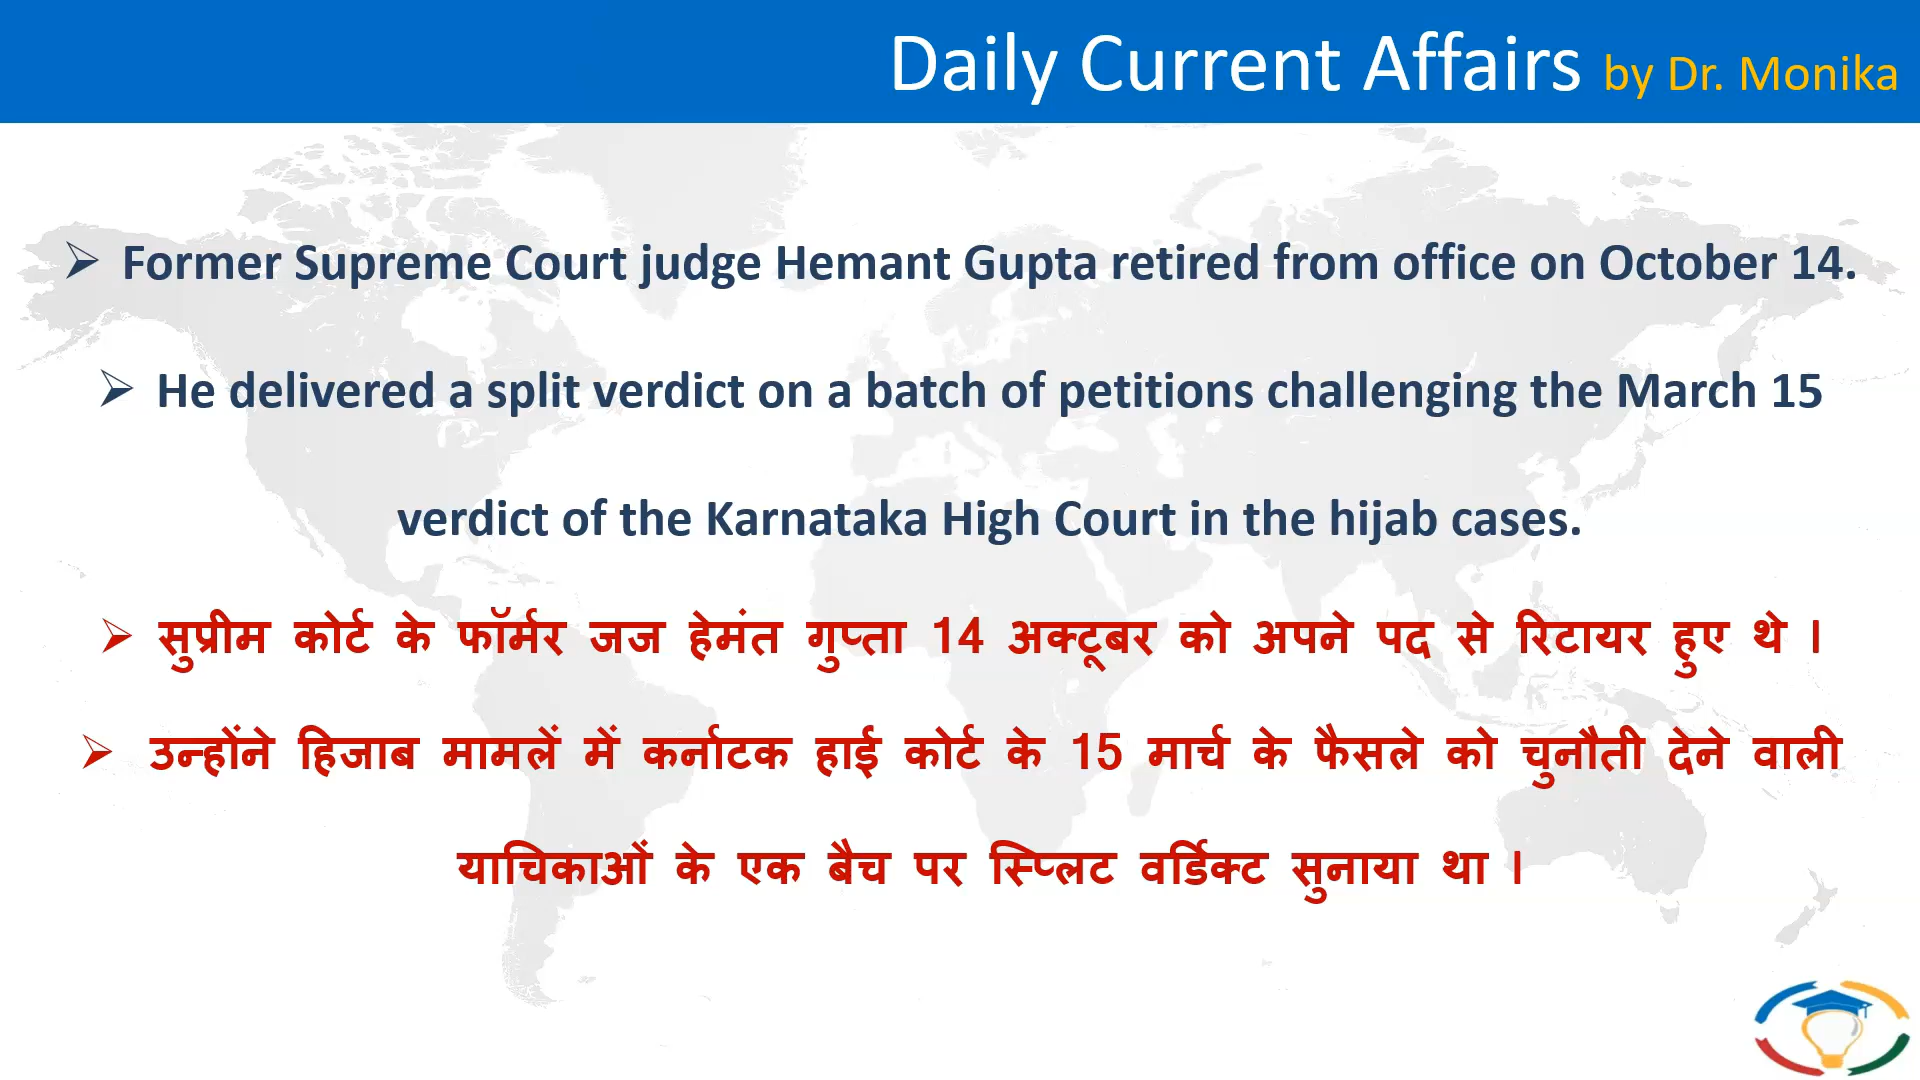 Daily Current Affairs by Dr. Monika
➢ Former Supreme Court judge Hemant Gupta retired from office on October 14.
➢ He delivered a split verdict on a batch of petitions challenging the March 15
verdict of the Karnataka High Court in the hijab cases.
➢ सुप्रीम कोर्ट के फॉर्मर जज हेमंत गुप्ता 14 अक्टूबर को अपने पद से रिटायर हुए थे ।
➢ उन्होंने हिजाब मामलें में कर्नाटक हाई कोर्ट के 15 मार्च के फैसले को चुनौती देने वाली
याचिकाओं के एक बैच पर स्प्लिट वर्डिक्ट सुनाया था ।